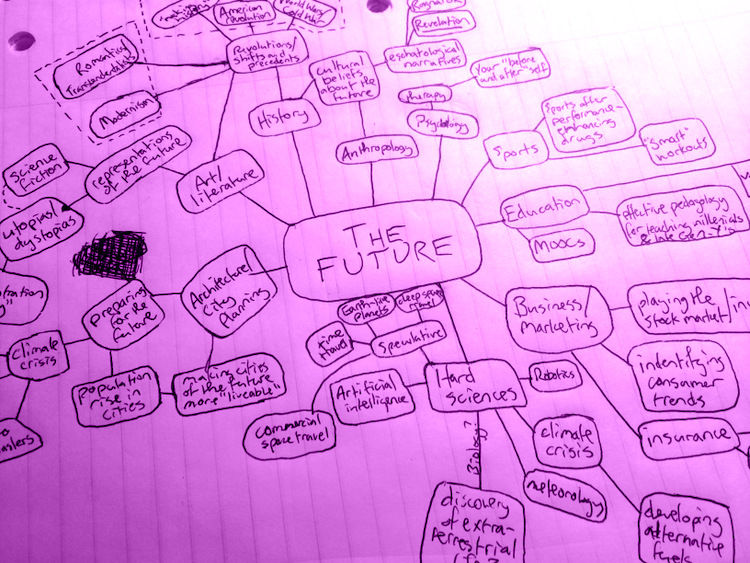 American
revolution
World Wars
Cold War
Revolutions/
shifts and
precedents
Romantics/
Transcendentalists
Modernism
Ragnarok
Revelation
eschatological
narratives
cultural
beliefs
about the
future
History
Anthropology
Your "before
and after" self
therapy
Psychology
Sports after
performance-
enhancing
drugs
Sports
"Smart"
workouts
science
fiction
representations
of the future
Art/
literature
utopias/
dystopias
THE
FUTURE
Education
MOOCs
effective pedagogy
for teaching millenials
& late Gen-X's
Architecture/
City
planning
preparing
for the
future
climate
crisis
population
rise in
cities
making cities
of the future
more "liveable"
Earth-like
planets
deep space
travel
time
travel
Speculative
Artificial
intelligence
commercial
space travel
Hard
sciences
Robotics
Business/
marketing
playing the
stock market/
indentifying
consumer
trends
insurance
climate
crisis
meteorology
Biology?
discovery
of extra-
terrestrial
developing
alternative
fuels